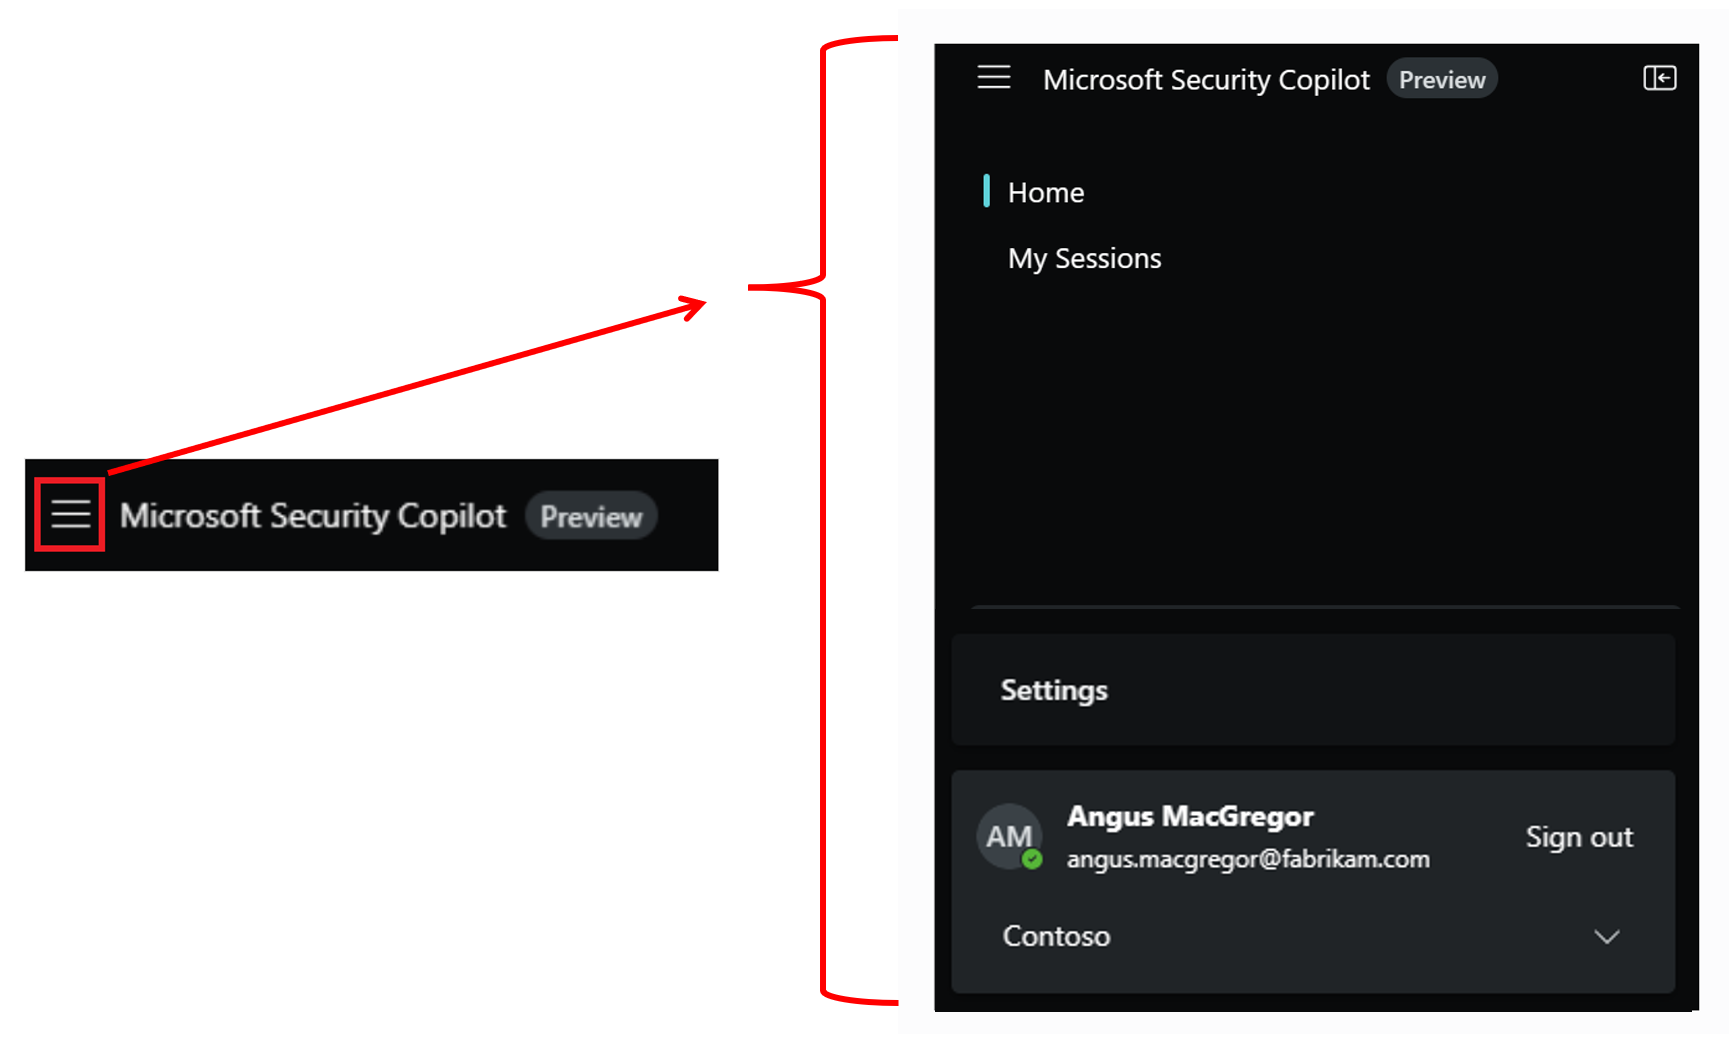 Microsoft Security Copilot Preview
Microsoft Security Copilot Preview
Home
My Sessions
Settings
AM
Angus MacGregor
angus.macgregor@fabrikam.com
Sign out
Contoso